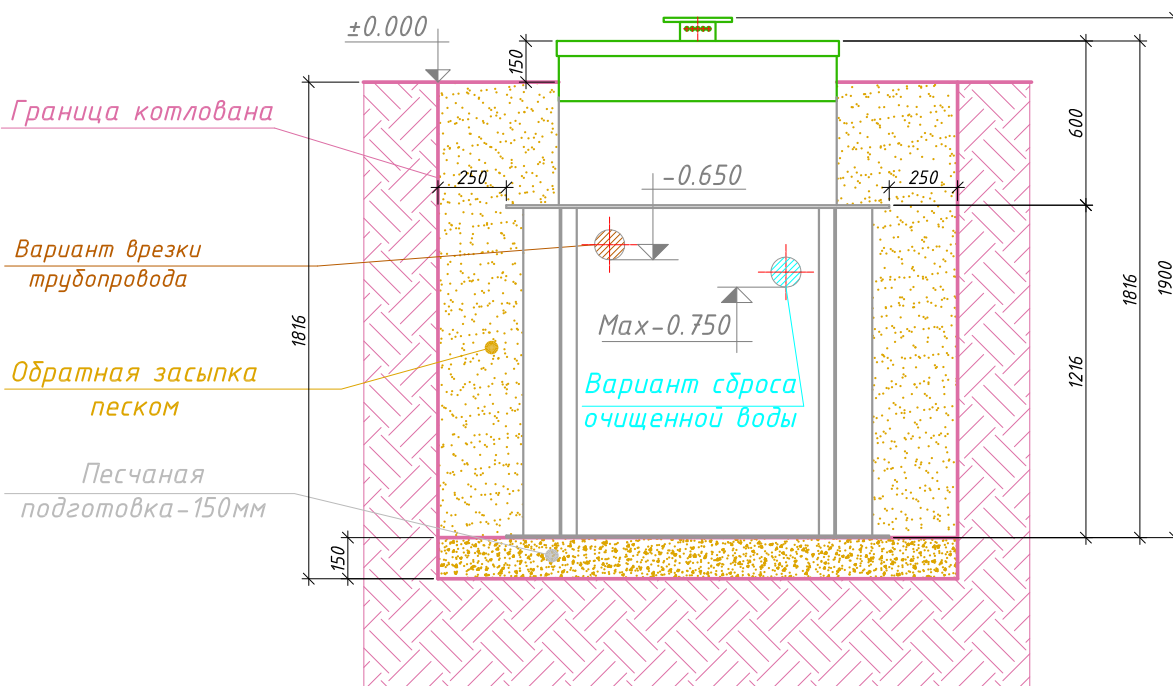 ±0.000
150
Граница котлована
600
250
-0.650
250
Вариант врезки
трубопровода
1816
1816
1900
Max-0.750
Обратная засыпка
песком
Вариант сброса
очищенной воды
1216
Песчаная
подготовка-150мм
150